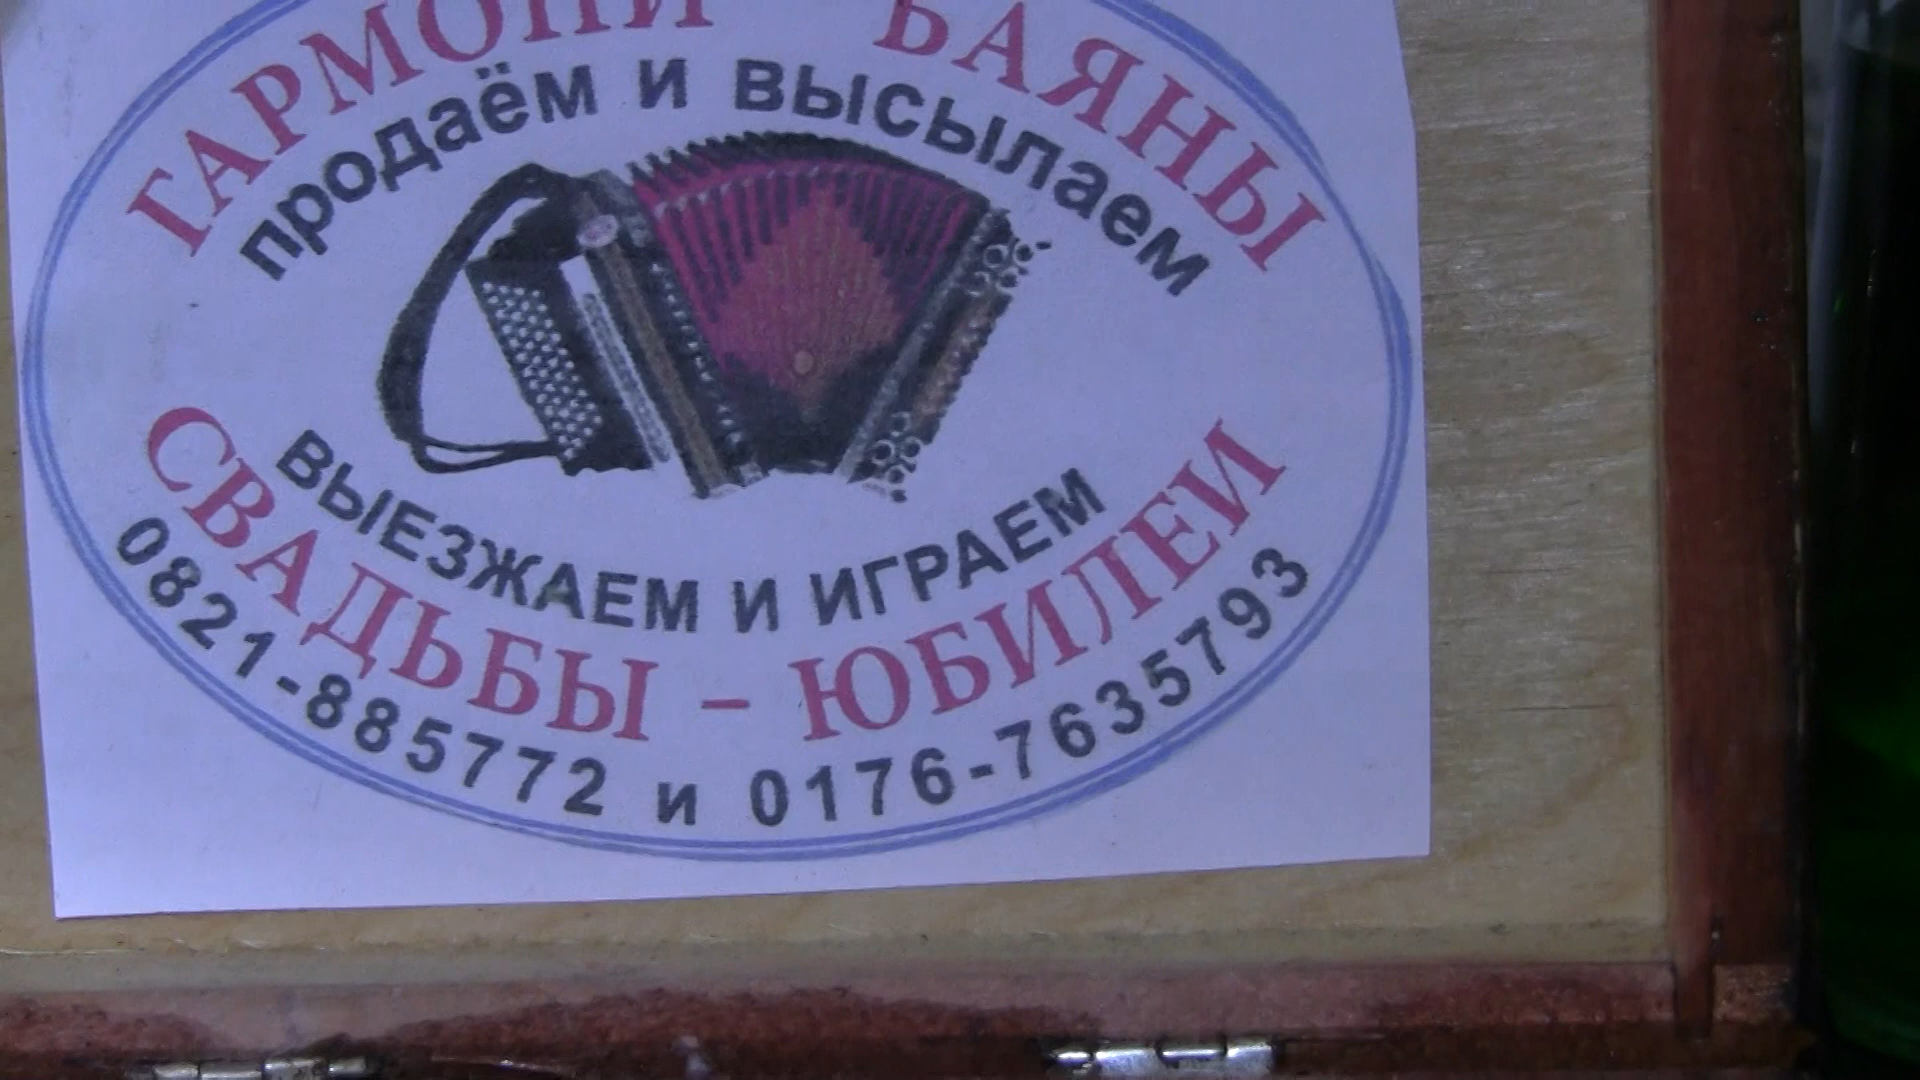 ГАРМОНИ БАЯНЫ
продаём и высылаем
ВЫЕЗЖАЕМ И ИГРАЕМ
СВАДЬБЫ – ЮБИЛЕИ
0821-885772 и 0176-7635793